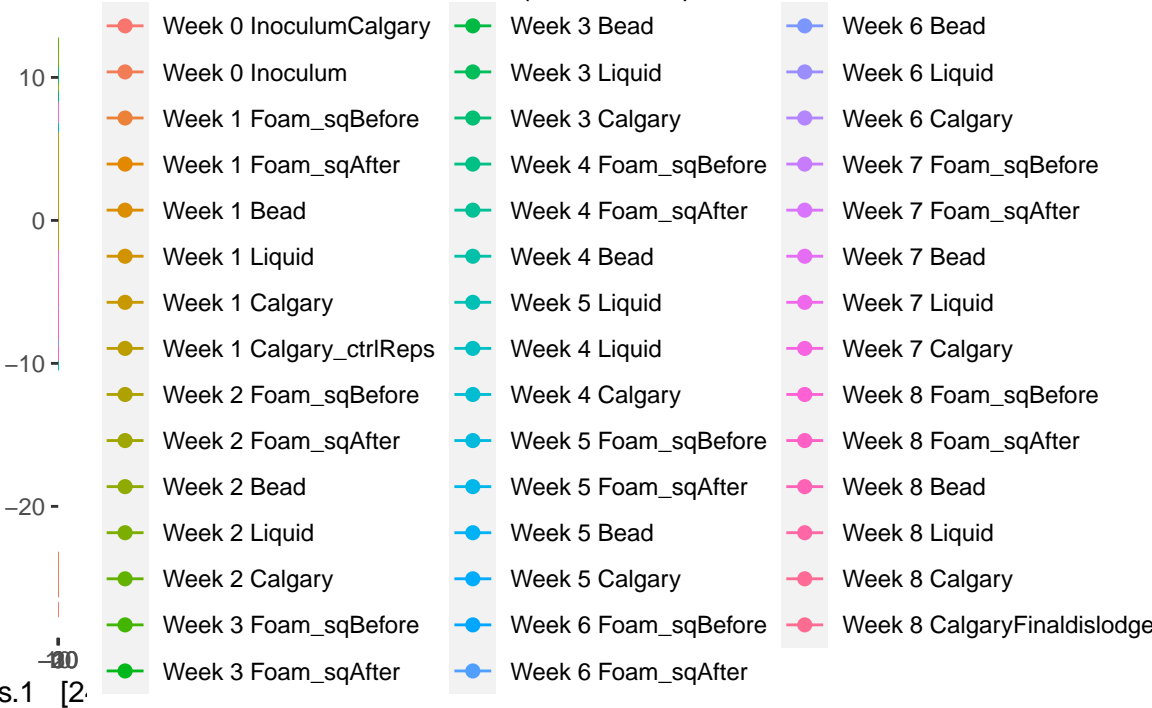 10
0
−10
−20
s.1 [2
Week 0 InoculumCalgary
Week 0 Inoculum
Week 1 Foam_sqBefore
Week 1 Foam_sqAfter
Week 1 Bead
Week 1 Liquid
Week 1 Calgary
Week 1 Calgary_ctrlReps
Week 2 Foam_sqBefore
Week 2 Foam_sqAfter
Week 2 Bead
Week 2 Liquid
Week 2 Calgary
Week 3 Foam_sqBefore
Week 3 Foam_sqAfter
Week 3 Bead
Week 3 Liquid
Week 3 Calgary
Week 4 Foam_sqBefore
Week 4 Foam_sqAfter
Week 4 Bead
Week 5 Liquid
Week 4 Liquid
Week 4 Calgary
Week 5 Foam_sqBefore
Week 5 Foam_sqAfter
Week 5 Bead
Week 5 Calgary
Week 6 Foam_sqBefore
Week 6 Foam_sqAfter
Week 6 Bead
Week 6 Liquid
Week 6 Calgary
Week 7 Foam_sqBefore
Week 7 Foam_sqAfter
Week 7 Bead
Week 7 Liquid
Week 7 Calgary
Week 8 Foam_sqBefore
Week 8 Foam_sqAfter
Week 8 Bead
Week 8 Liquid
Week 8 Calgary
Week 8 CalgaryFinaldislodge